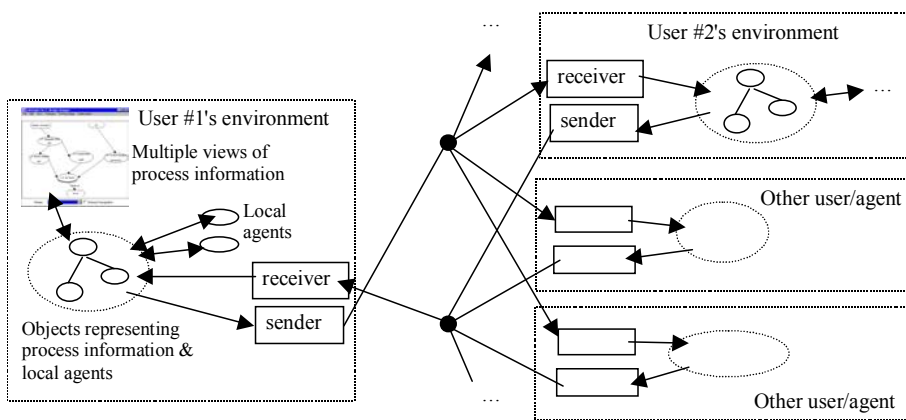 ...
User #2's environment
receiver
sender
...
User #1's environment
Multiple views of
process information
Local
agents
receiver
sender
Objects representing
process information &
local agents
Other user/agent
...
Other user/agent